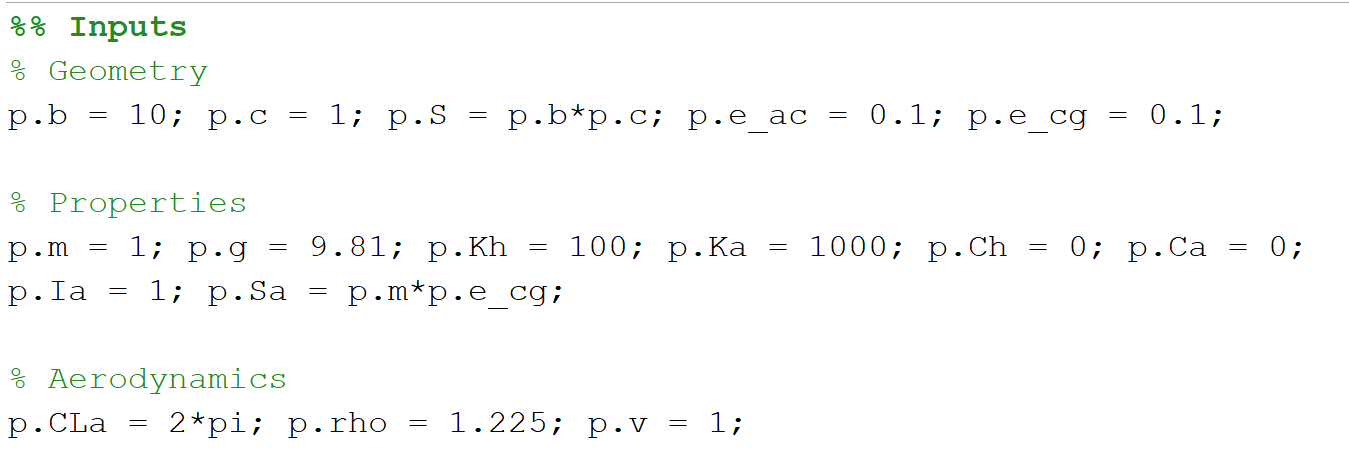 %% Inputs
% Geometry
p.b = 10; p.c = 1; p.S = p.b*p.c; p.e_ac = 0.1; p.e_cg = 0.1;
% Properties
p.m = 1; p.g = 9.81; p.Kh = 100; p.Ka = 1000; p.Ch = 0; p.Ca = 0;
p.Ia = 1; p.Sa = p.m*p.e_cg;
% Aerodynamics
p.CLa = 2*pi; p.rho = 1.225; p.v = 1;